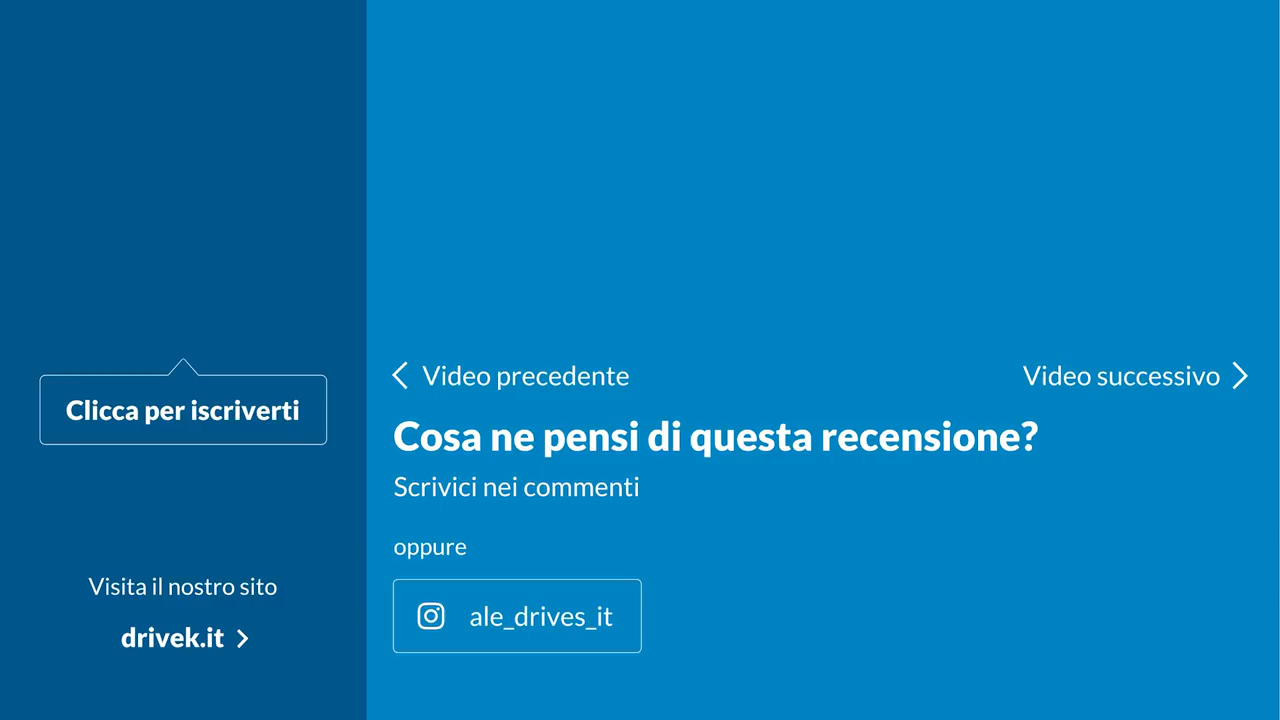 Clicca per iscriverti
Visita il nostro sito
drivek.it
Video precedente
Video successivo
Cosa ne pensi di questa recensione?
Scrivici nei commenti
oppure
ale_drives_it